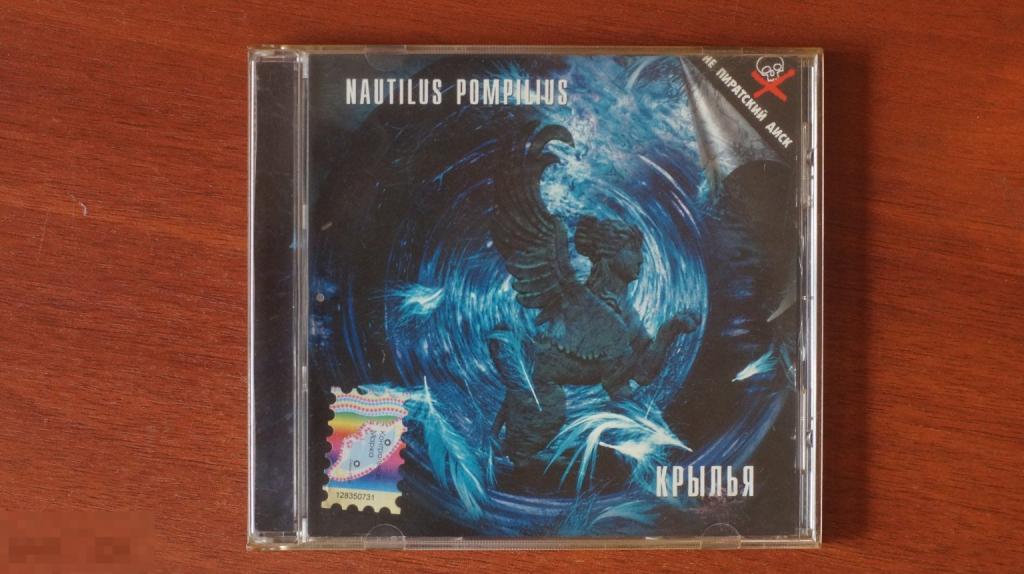 NAUTILUS POMPILIUS
НЕ ПИРАТСКИЙ ДИСК
КРЫЛЬЯ
128350731